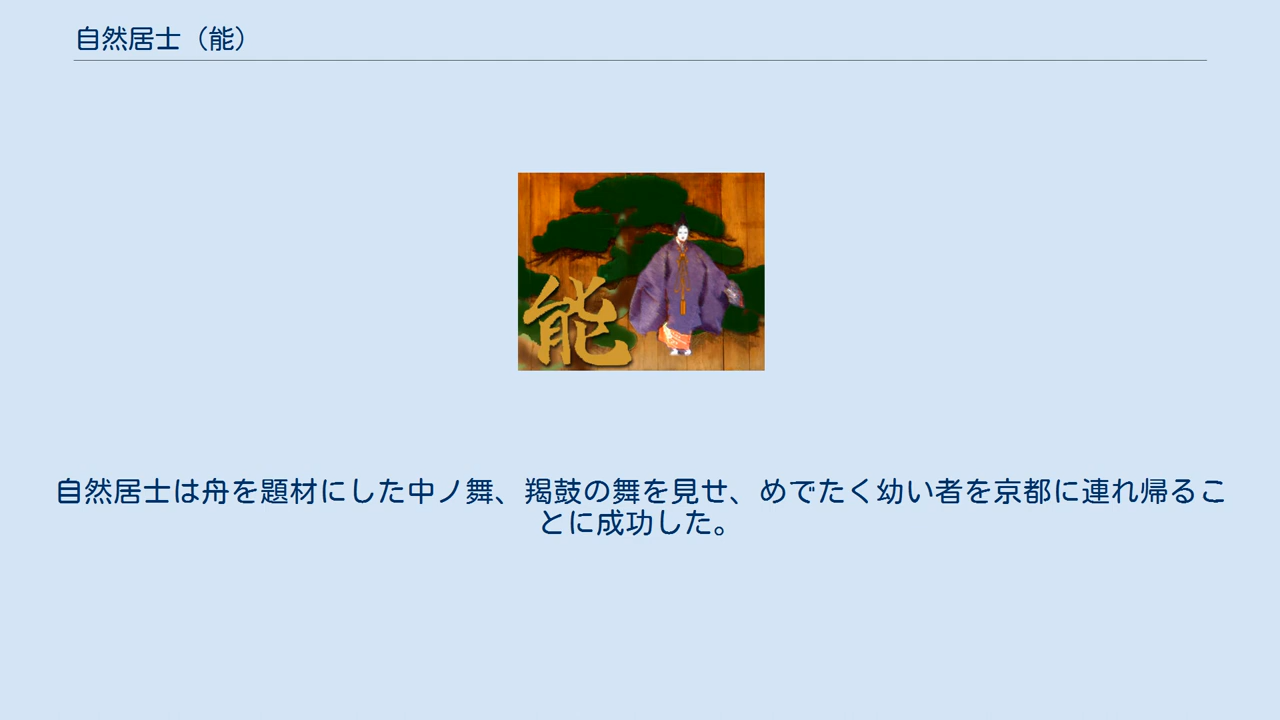 自然居士（能）
能
自然居士は舟を題材にした中ノ舞、羯鼓の舞を見せ、めでたく幼い者を京都に連れ帰るこ
とに成功した。